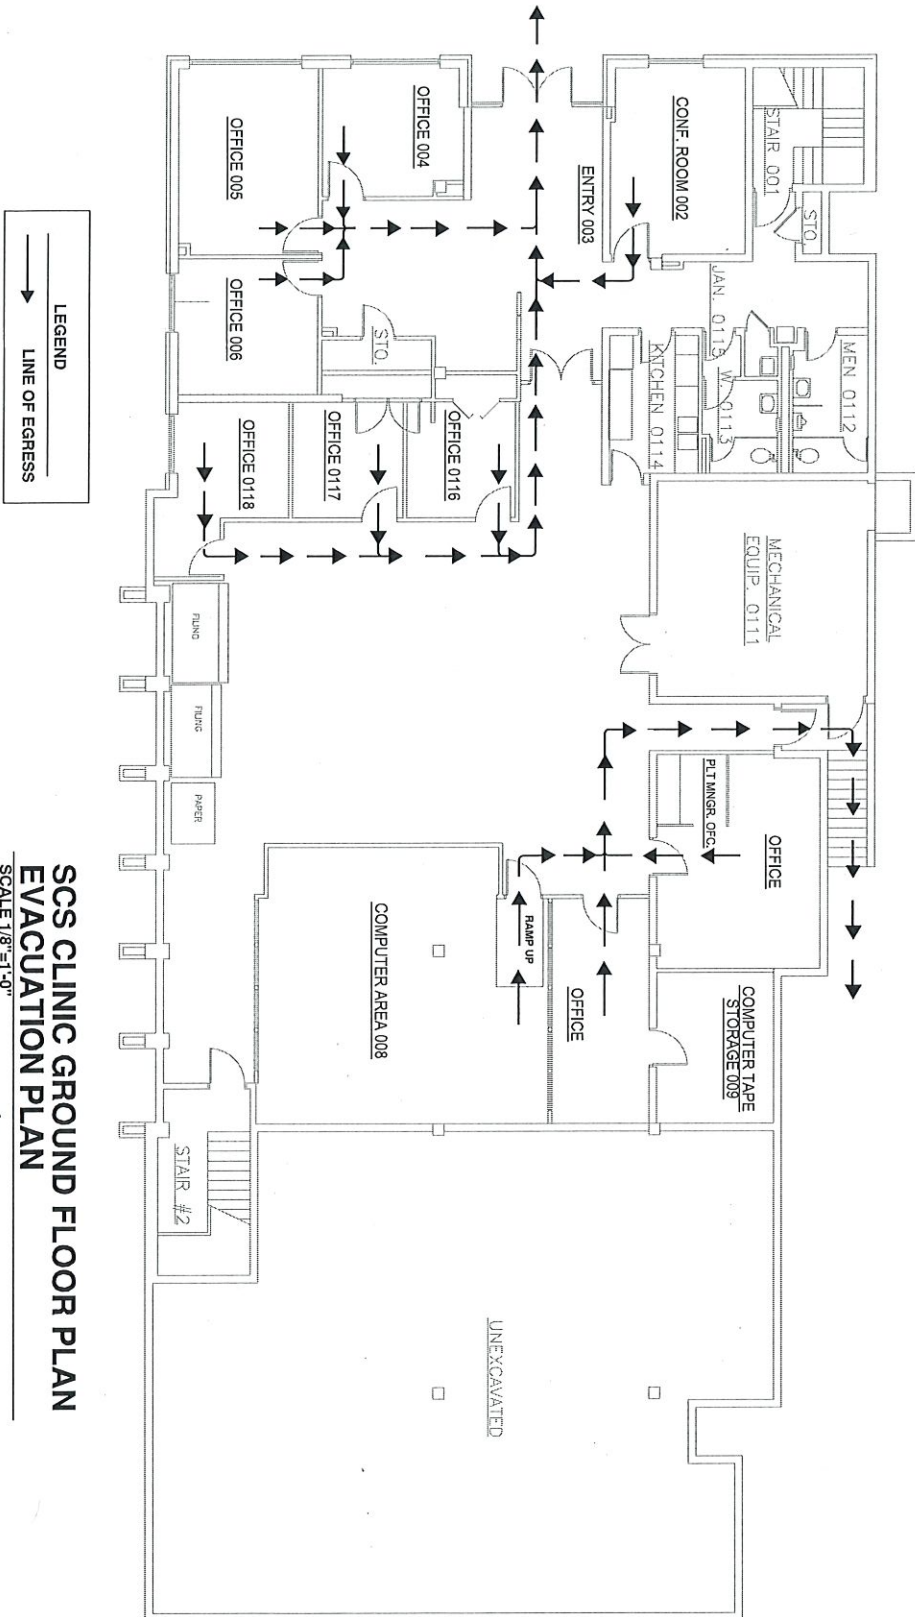 STAIR 001
STO.
CONF. ROOM 002
ENTRY 003
OFFICE 004
OFFICE 005
OFFICE 006
STO.
JAN. 0115
W. 0113
MEN 0112
KITCHEN 0114
OFFICE 0116
OFFICE 0117
OFFICE 0118
MECHANICAL
EQUIP. 0111
FILING
FILING
PAPER
PLT MNGR. OFC.
OFFICE
RAMP UP
OFFICE
COMPUTER AREA 008
COMPUTER TAPE
STORAGE 009
STAIR #2
UNEXCAVATED
LEGEND
LINE OF EGRESS
SCS CLINIC GROUND FLOOR PLAN
EVACUATION PLAN
SCALE 1/8"=1'-0"